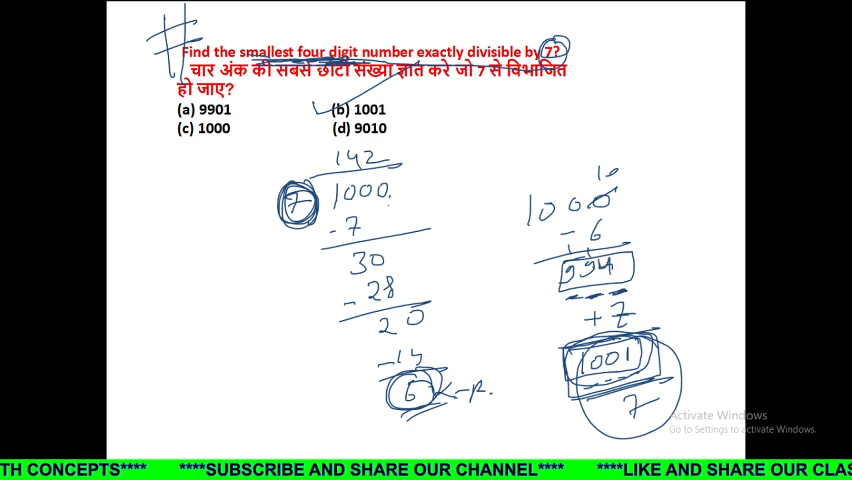 Find the smallest four digit number exactly divisible by 7?
चार अंक की सबसे छोटी संख्या ज्ञात करे जो 7 से विभाजित
हो जाए?
(a) 9901 (b) 1001
(c) 1000 (d) 9010
142
7 1000
- 7
30
- 28
20
- 14
6
10
1000
- 6
994
+ 7
1001
7
Activate Windows
Go to Settings to activate Windows.
TH CONCEPTS**** ****SUBSCRIBE AND SHARE OUR CHANNEL**** ****LIKE AND SHARE OUR CLAS